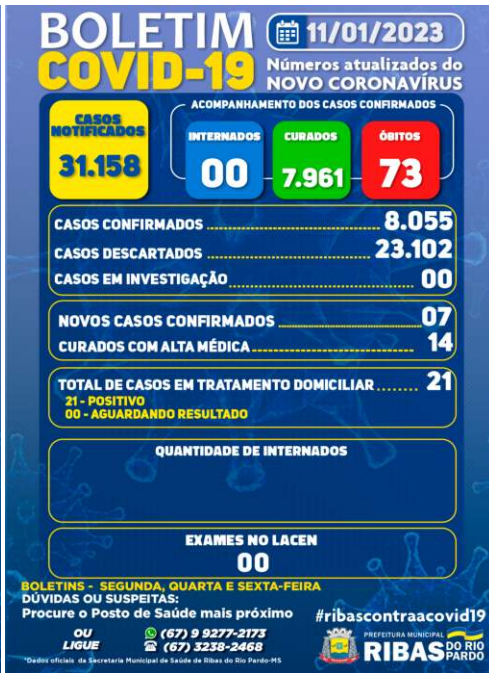 BOLETIM
11/01/2023
COVID-19
Números atualizados do
NOVO CORONAVÍRUS
CASOS
NOTIFICADOS
31.158
ACOMPANHAMENTO DOS CASOS CONFIRMADOS
INTERNADOS
00
CURADOS
7.961
ÓBITOS
73
CASOS CONFIRMADOS ........................ 8.055
CASOS DESCARTADOS ........................ 23.102
CASOS EM INVESTIGAÇÃO........................ 00
NOVOS CASOS CONFIRMADOS ........................ 07
CURADOS COM ALTA MÉDICA........................ 14
TOTAL DE CASOS EM TRATAMENTO DOMICILIAR ....... 21
21 - POSITIVO
00 - AGUARDANDO RESULTADO
QUANTIDADE DE INTERNADOS
EXAMES NO LACEN
00
BOLETINS - SEGUNDA, QUARTA E SEXTA-FEIRA
DÚVIDAS OU SUSPEITAS:
Procure o Posto de Saúde mais próximo
OU
LIGUE
(67) 9 9277-2173
(67) 3238-2468
*Dados oficiais da Secretaria Municipal de Saúde de Ribas do Rio Pardo-MS
#ribascontraacovid19
PREFEITURA MUNICIPAL
RIBAS DO RIO
PARDO